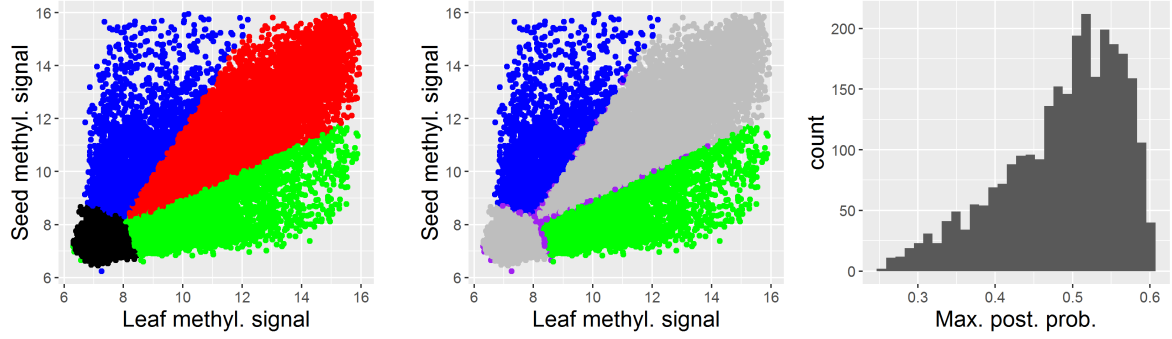 Seed methyl. signal
16
14
12
10
8
6
6 8 10 12 14 16
Leaf methyl. signal
Seed methyl. signal
16
14
12
10
8
6
6 8 10 12 14 16
Leaf methyl. signal
count
200
150
100
50
0
0.3 0.4 0.5 0.6
Max. post. prob.